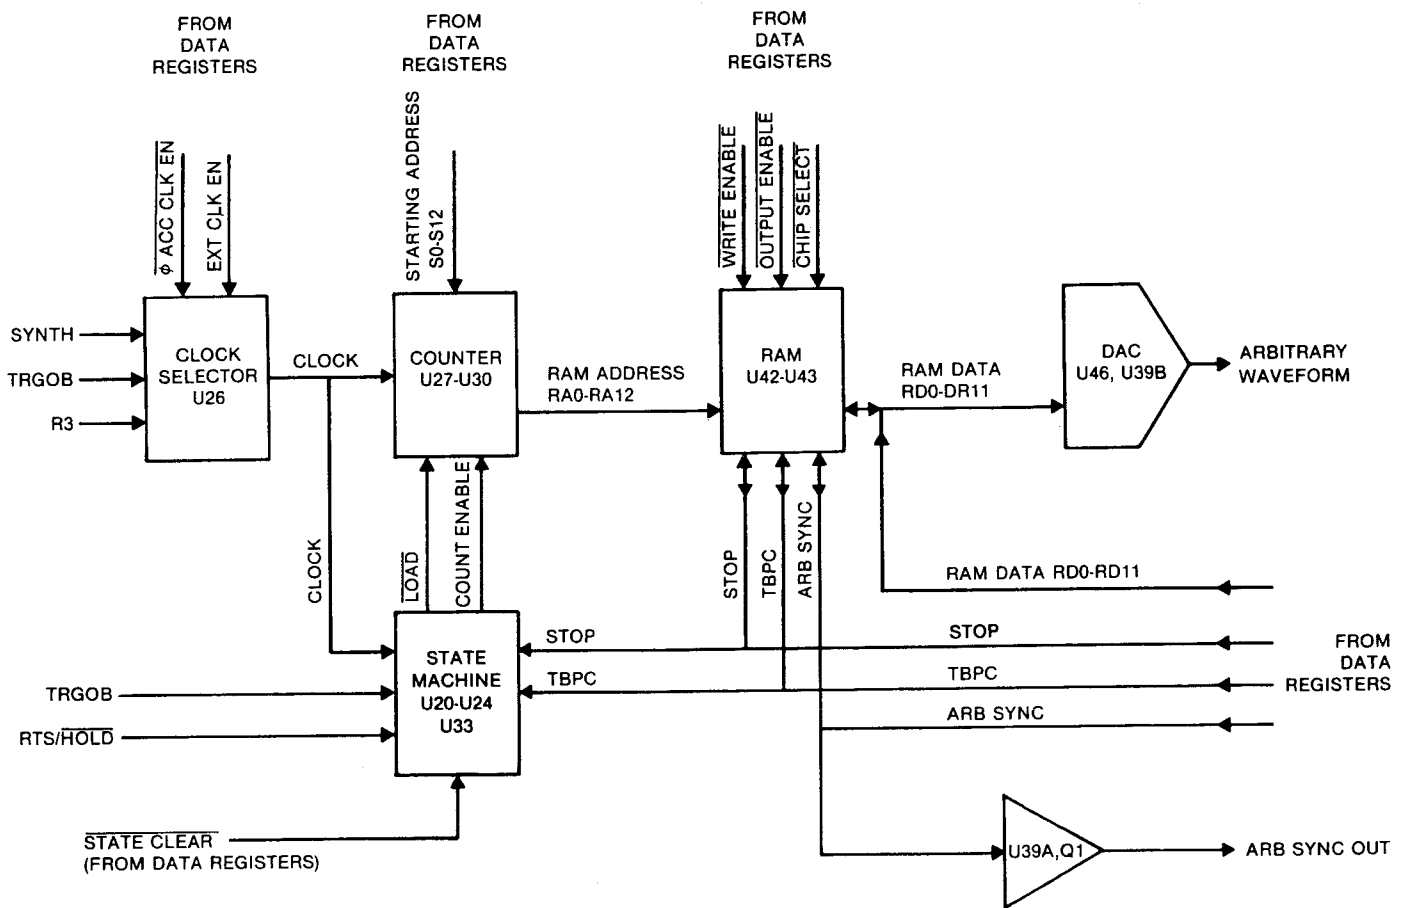 FROM
DATA
REGISTERS
FROM
DATA
REGISTERS
FROM
DATA
REGISTERS
φ ACC CLK EN
EXT CLK EN
STARTING ADDRESS
S0-S12
WRITE ENABLE
OUTPUT ENABLE
CHIP SELECT
SYNTH
TRGOB
R3
CLOCK
SELECTOR
U26
CLOCK
COUNTER
U27-U30
RAM ADDRESS
RA0-RA12
RAM
U42-U43
RAM DATA
RD0-DR11
DAC
U46, U39B
ARBITRARY
WAVEFORM
CLOCK
LOAD
COUNT ENABLE
STOP
TBPC
ARB SYNC
RAM DATA RD0-RD11
STOP
STOP
TBPC
TBPC
ARB SYNC
FROM
DATA
REGISTERS
STATE
MACHINE
U20-U24
U33
TRGOB
RTS/HOLD
STATE CLEAR
(FROM DATA REGISTERS)
U39A,Q1
ARB SYNC OUT